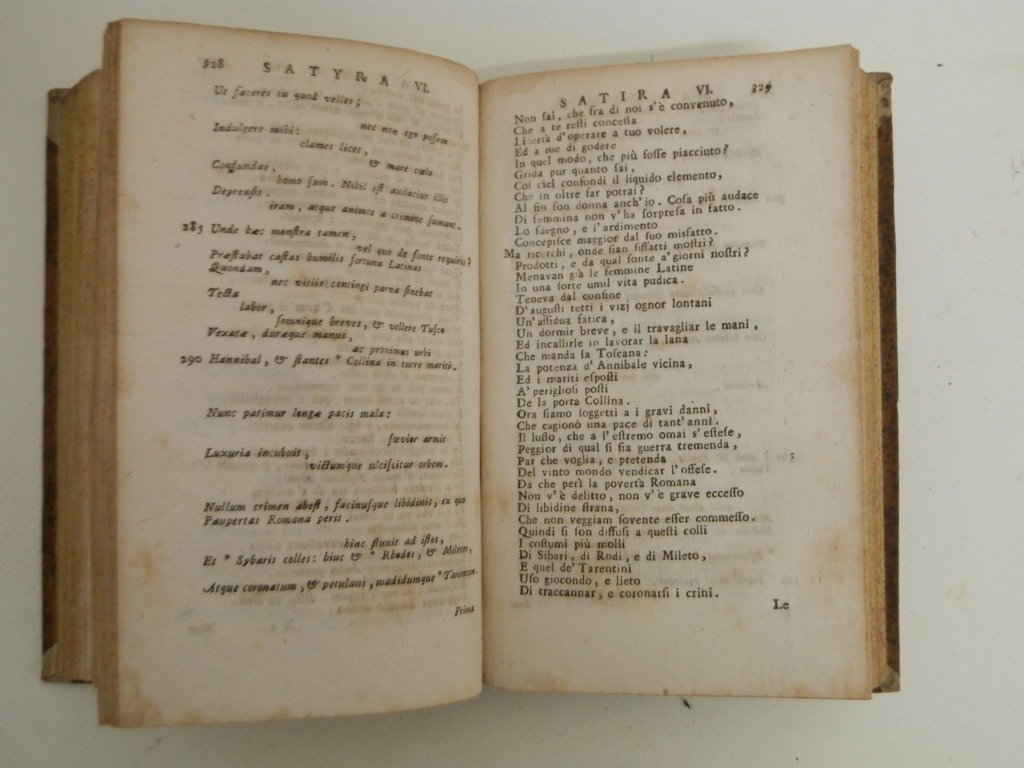 328 SATYRA VI.
Ut faceres tu quod velles;
nec non ego possem
Indulgere mihi:
clames licet,
& mare cœlo
Confundas,
homo sum. Nihil est audacius illis
Deprensis.
iram, atque animos a crimine sumunt.
285 Unde hæc monstra tamen,
vel quo de fonte requiris?
Præstabat castas humilis fortuna Latinas
Quondam,
nec vitiis contingi parva sinebat
Tecta
labor,
somnique breves, & vellere Tusco
Vexatæ, duræque manus,
ac proximus urbi
290 Hannibal, & stantes * Collina in turre mariti.
Nunc patimur longæ pacis mala:
sævior armis
Luxuria incubuit,
victumque ulciscitur orbem.
Nullum crimen abest, facinusque libidinis, ex quo
Paupertas Romana perit.
hinc fluxit ad istos,
Et * Sybaris colles: hinc & * Rhodos, & Miletos,
Atque coronatum, & petulans, madidumque * Tarentum.
Prima
SATIRA VI. 329
Non sai, che fra di noi s'è convenuto,
Che a te resti concessa
Libertà d'operare a tuo volere,
Ed a me di godere
In quel modo, che più fosse piacciuto?
Grida pur quanto sai,
Col ciel confondi il liquido elemento,
Che in oltre far potrai?
Al fin son donna anch'io. Cosa più audace
Di femmina non v'ha sorpresa in fatto.
Lo sdegno, e l'ardimento
Concepisce maggior dal suo misfatto.
Ma ricerchi, onde sian siffatti mostri?
Prodotti, e da qual fonte a'giorni nostri?
Menavan già le femmine Latine
In una sorte umil vita pudica.
Teneva dal confine
D'augusti tetti i vizj ognor lontani
Un'assidua fatica,
Un dormir breve, e il travagliar le mani,
Ed incallirle in lavorar la lana
Che manda la Toscana:
La potenza d'Annibale vicina,
Ed i mariti esposti
A' perigliosi posti
De la porta Collina.
Ora siamo soggetti a i gravi danni,
Che cagionò una pace di tant'anni.
Il lusso, che a l'estremo omai s'estese,
Peggior di qual si sia guerra tremenda,
Par che voglia, e pretenda
Del vinto mondo vendicar l'offese.
Da che perì la povertà Romana
Non v'è delitto, non v'è grave eccesso
Di libidine strana,
Che non veggiam sovente esser commesso.
Quindi si son diffusi a questi colli
I costumi più molli
Di Sibari, di Rodi, e di Mileto,
E quel de' Tarentini
Uso giocondo, e lieto
Di traccannar, e coronarsi i crini.
Le